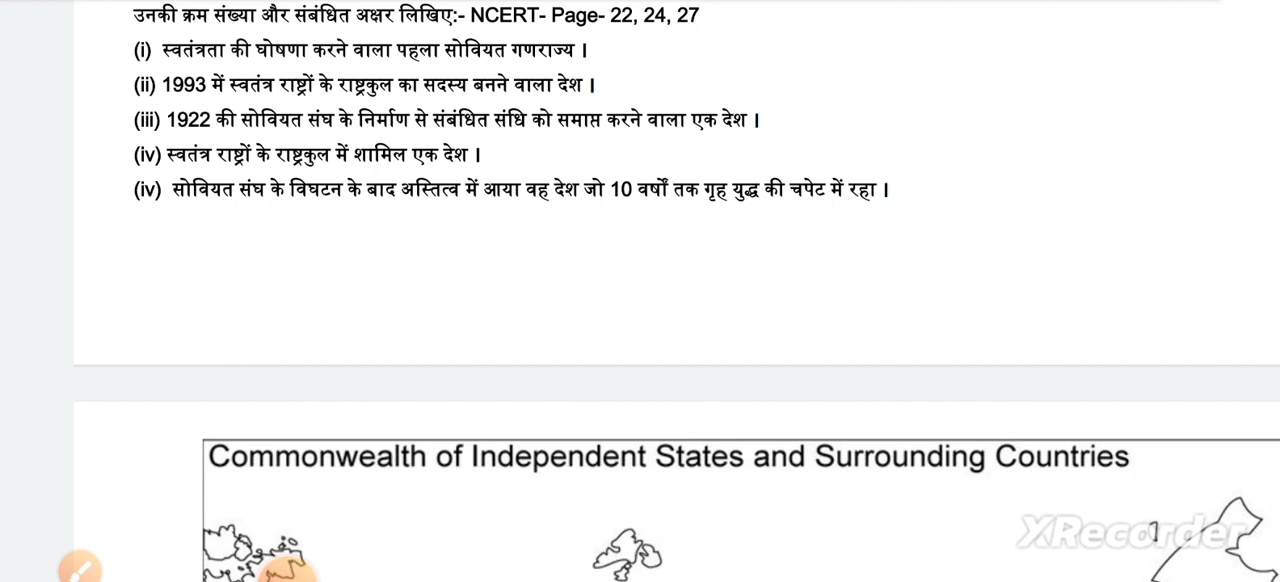 उनकी क्रम संख्या और संबंधित अक्षर लिखिए:- NCERT- Page- 22, 24, 27
(i) स्वतंत्रता की घोषणा करने वाला पहला सोवियत गणराज्य ।
(ii) 1993 में स्वतंत्र राष्ट्रों के राष्ट्रकुल का सदस्य बनने वाला देश ।
(iii) 1922 की सोवियत संघ के निर्माण से संबंधित संधि को समाप्त करने वाला एक देश ।
(iv) स्वतंत्र राष्ट्रों के राष्ट्रकुल में शामिल एक देश ।
(iv) सोवियत संघ के विघटन के बाद अस्तित्व में आया वह देश जो 10 वर्षों तक गृह युद्ध की चपेट में रहा ।
Commonwealth of Independent States and Surrounding Countries
XRecorder